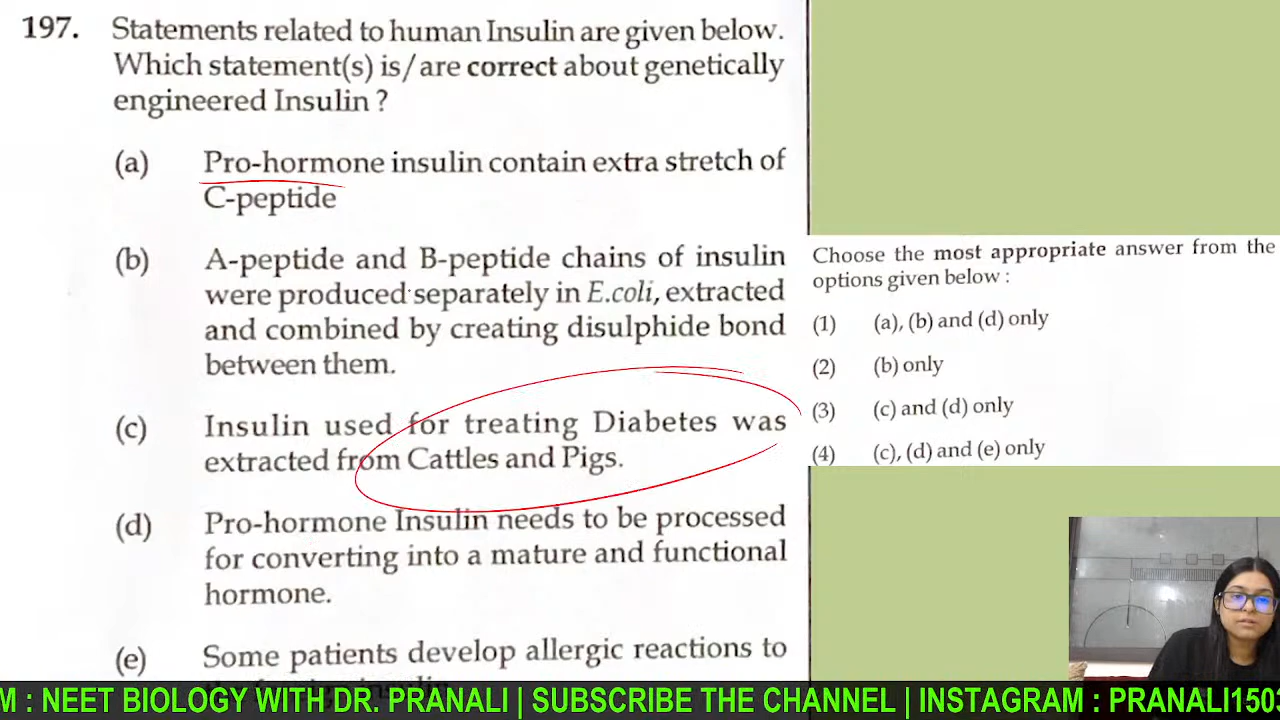 197. Statements related to human Insulin are given below.
Which statement(s) is/are correct about genetically
engineered Insulin ?
(a) Pro-hormone insulin contain extra stretch of
C-peptide
(b) A-peptide and B-peptide chains of insulin
were produced separately in E.coli, extracted
and combined by creating disulphide bond
between them.
(c) Insulin used for treating Diabetes was
extracted from Cattles and Pigs.
(d) Pro-hormone Insulin needs to be processed
for converting into a mature and functional
hormone.
(e) Some patients develop allergic reactions to
Choose the most appropriate answer from the
options given below :
(1) (a), (b) and (d) only
(2) (b) only
(3) (c) and (d) only
(4) (c), (d) and (e) only
M : NEET BIOLOGY WITH DR. PRANALI | SUBSCRIBE THE CHANNEL | INSTAGRAM : PRANALI1503